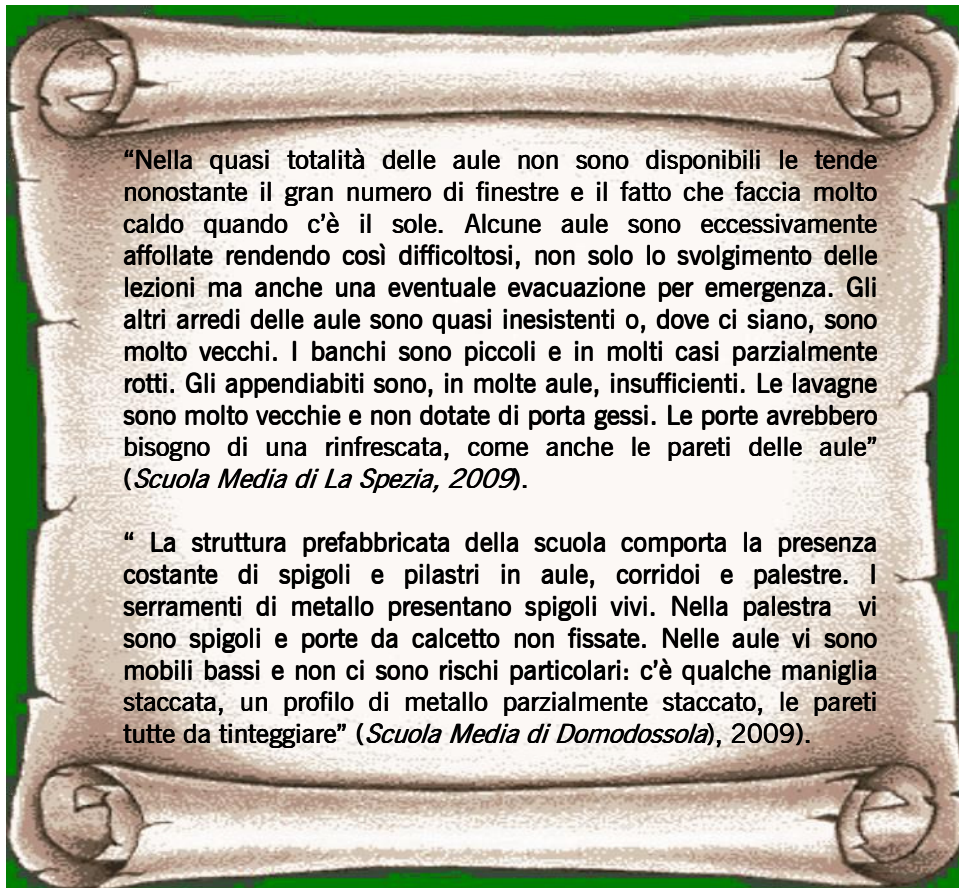 “Nella quasi totalità delle aule non sono disponibili le tende
nonostante il gran numero di finestre e il fatto che faccia molto
caldo quando c’è il sole. Alcune aule sono eccessivamente
affollate rendendo così difficoltosi, non solo lo svolgimento delle
lezioni ma anche una eventuale evacuazione per emergenza. Gli
altri arredi delle aule sono quasi inesistenti o, dove ci siano, sono
molto vecchi. I banchi sono piccoli e in molti casi parzialmente
rotti. Gli appendiabiti sono, in molte aule, insufficienti. Le lavagne
sono molto vecchie e non dotate di porta gessi. Le porte avrebbero
bisogno di una rinfrescata, come anche le pareti delle aule”
(Scuola Media di La Spezia, 2009).

“ La struttura prefabbricata della scuola comporta la presenza
costante di spigoli e pilastri in aule, corridoi e palestre. I
serramenti di metallo presentano spigoli vivi. Nella palestra vi
sono spigoli e porte da calcetto non fissate. Nelle aule vi sono
mobili bassi e non ci sono rischi particolari: c’è qualche maniglia
staccata, un profilo di metallo parzialmente staccato, le pareti
tutte da tinteggiare” (Scuola Media di Domodossola), 2009).